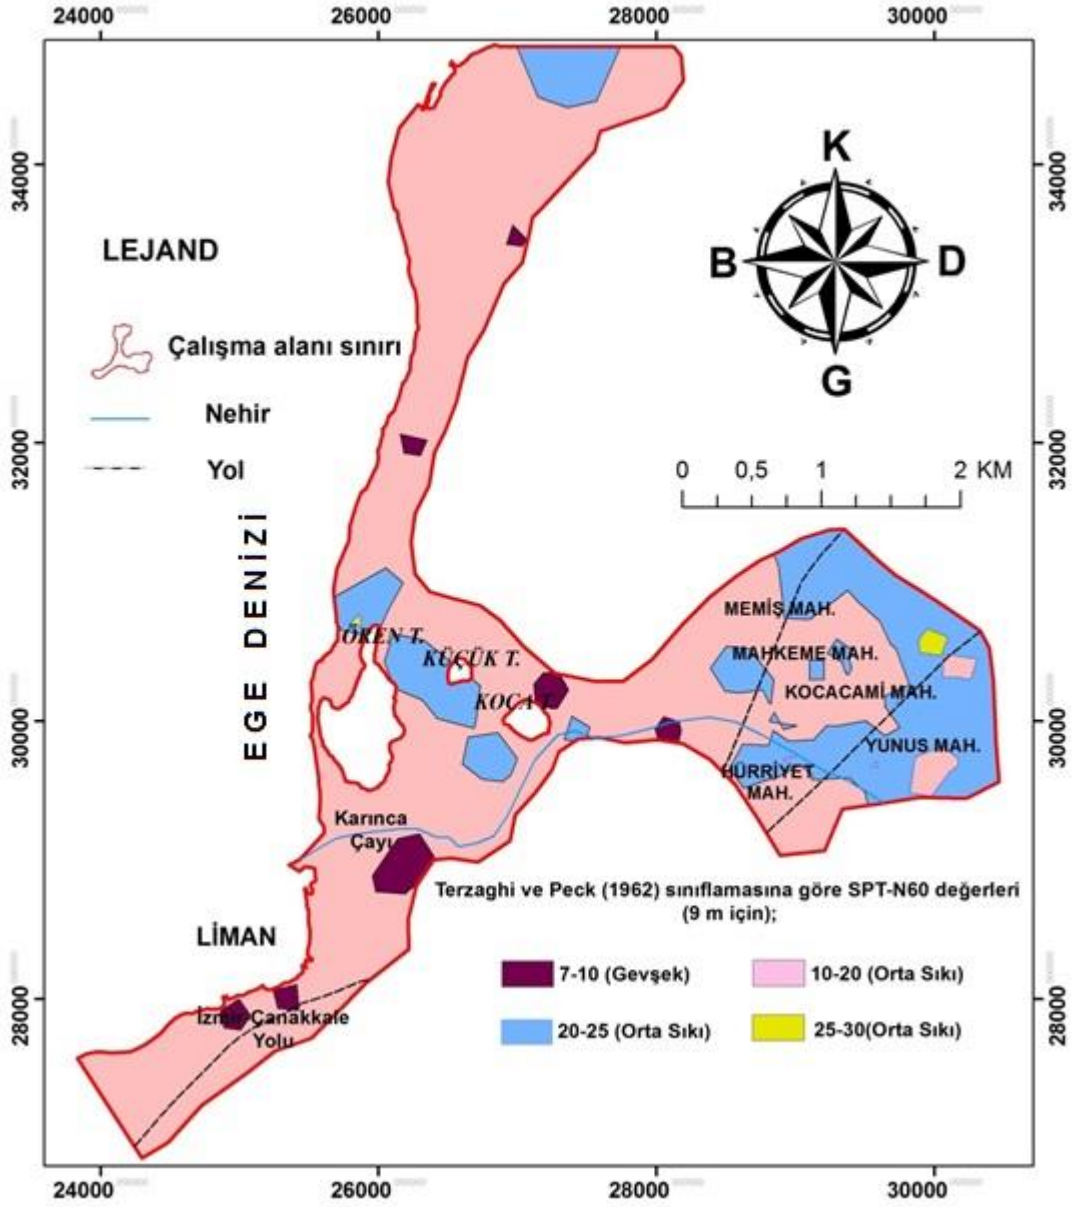 24000
26000
28000
30000
34000
34000
K
B
D
G
LEJAND
Çalışma alanı sınırı
Nehir
Yol
32000
32000
0
0,5
1
2 KM
EGE DENİZİ
MEMİŞ MAH.
ÖREN T.
KÜÇÜK T.
MAHKEME MAH.
KOCA T.
KOCACAMİ MAH.
30000
30000
YUNUS MAH.
HÜRRİYET
MAH.
Karınca
Çayı
Terzaghi ve Peck (1962) sınıflamasına göre SPT-N60 değerleri
(9 m için);
LİMAN
7-10 (Gevşek)
10-20 (Orta Sıkı)
28000
28000
İzmir Çanakkale
Yolu
20-25 (Orta Sıkı)
25-30(Orta Sıkı)
24000
26000
28000
30000